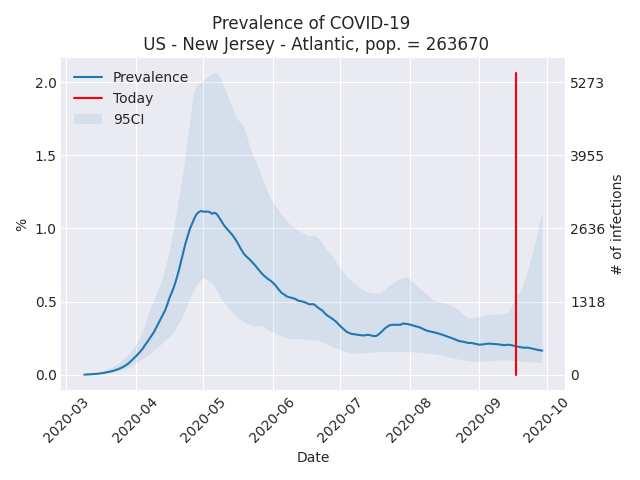 Prevalence of COVID-19
US - New Jersey - Atlantic, pop. = 263670
Prevalence
Today
95CI
%
2.0
1.5
1.0
0.5
0.0
5273
3955
2636
1318
0
# of infections
2020-03
2020-04
2020-05
2020-06
2020-07
2020-08
2020-09
2020-10
Date